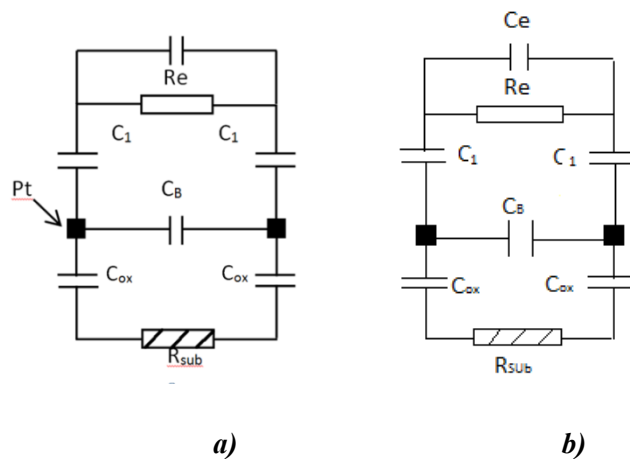 Re
C1 C1
Pt
CB
Cox Cox
Rsub
a)
Ce
Re
C1 C1
CB
Cox Cox
RSUb
b)